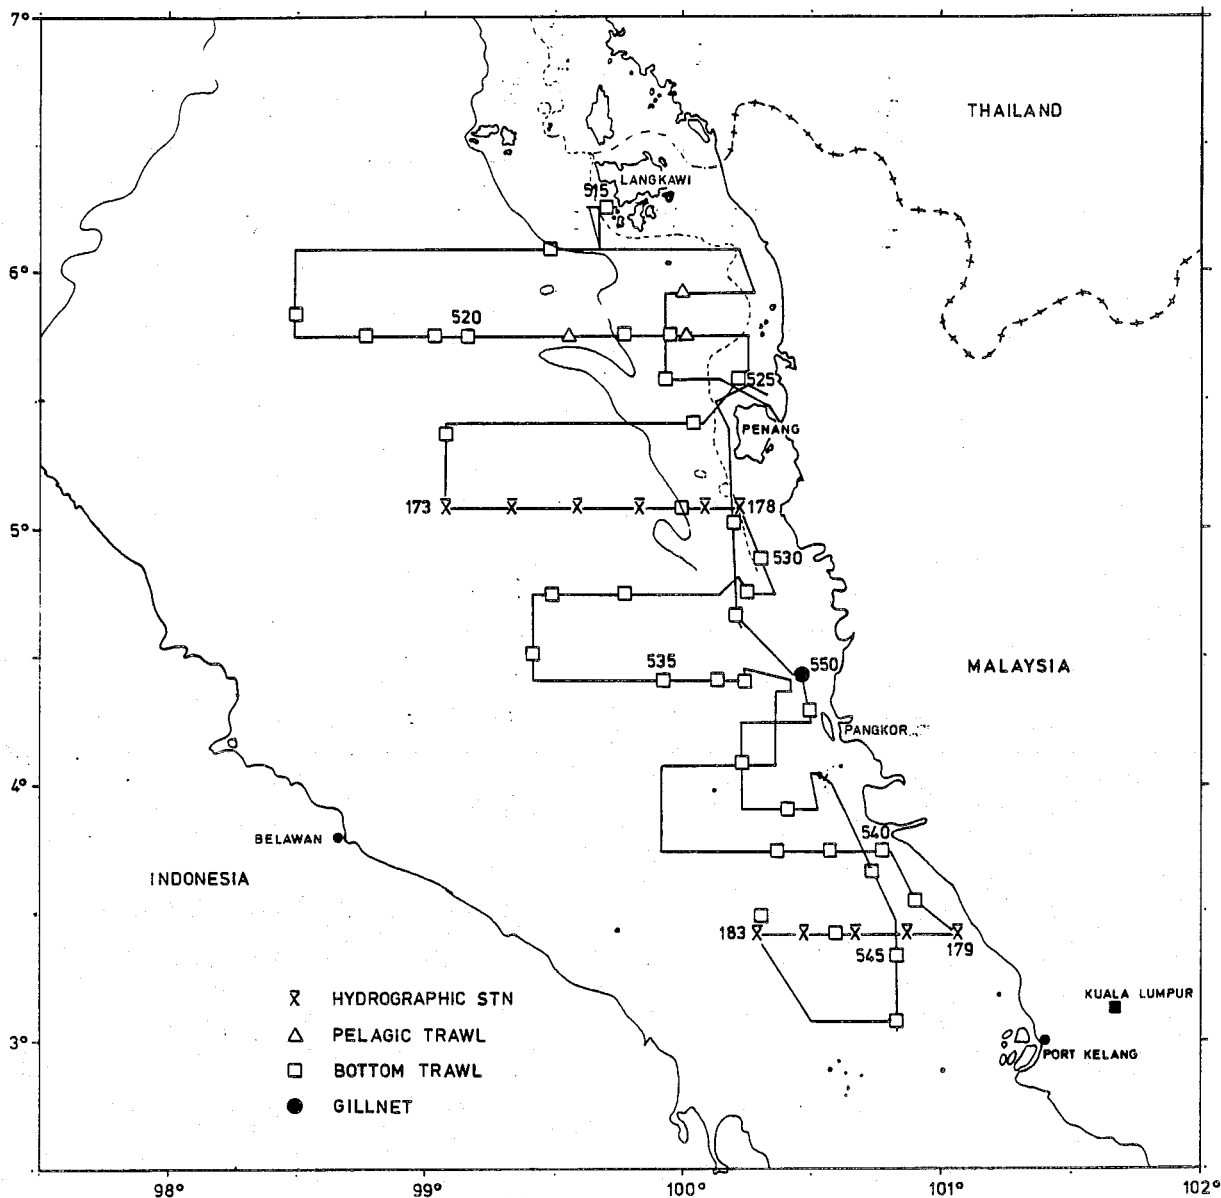 7°
THAILAND
LANGKAWI
515
6°
520
525
PENANG
173
178
5°
530
535
550
MALAYSIA
PANGKOR
4°
540
BELAWAN
INDONESIA
183
179
545
HYDROGRAPHIC STN
KUALA LUMPUR
PELAGIC TRAWL
3°
PORT KELANG
BOTTOM TRAWL
GILLNET
98°
99°
100°
101°
102°